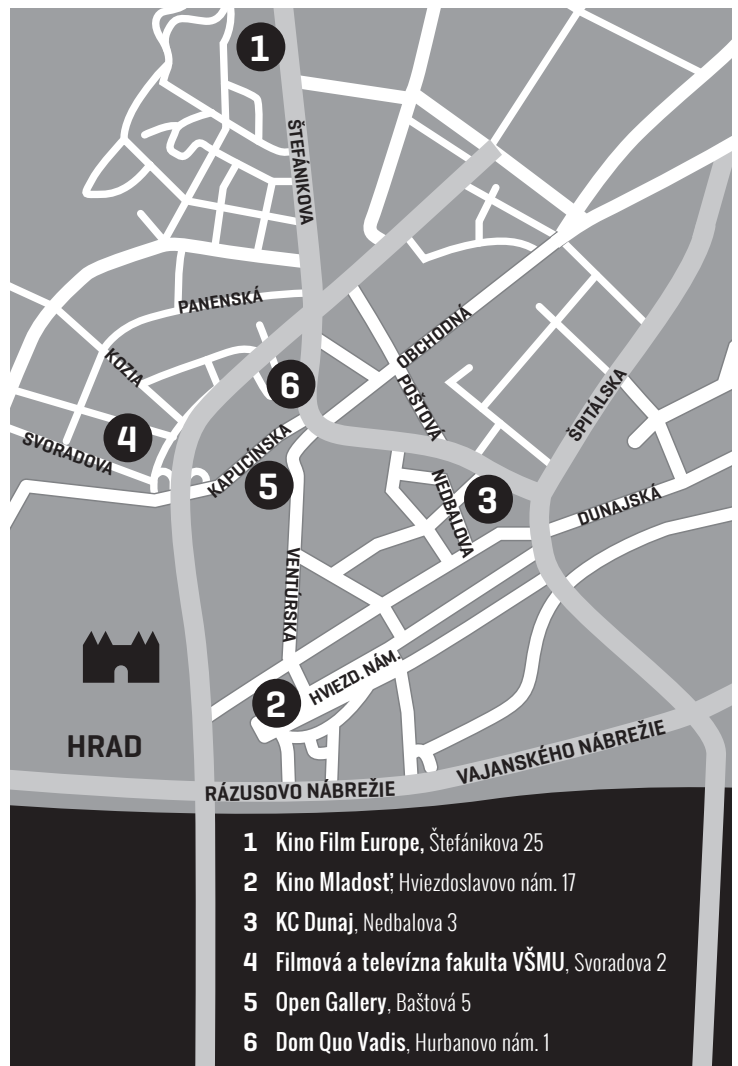 1
ŠTEFÁNIKOVA
PANENSKÁ
OBCHODNÁ
KOZIA
6
POŠTOVÁ
ŠPITÁLSKA
4
SVORÁDOVA
KAPUCÍNSKA
5
NEDBALOVA
3
DUNAJSKÁ
VENTÚRSKA
HVIEZD. NÁM.
2
HRAD
VAJANSKÉHO NÁBREŽIE
RÁZUSOVO NÁBREŽIE
1 Kino Film Europe, Štefánikova 25
2 Kino Mladosť, Hviezdoslavovo nám. 17
3 KC Dunaj, Nedbalova 3
4 Filmová a televízna fakulta VŠMU, Svoradova 2
5 Open Gallery, Baštová 5
6 Dom Quo Vadis, Hurbanovo nám. 1